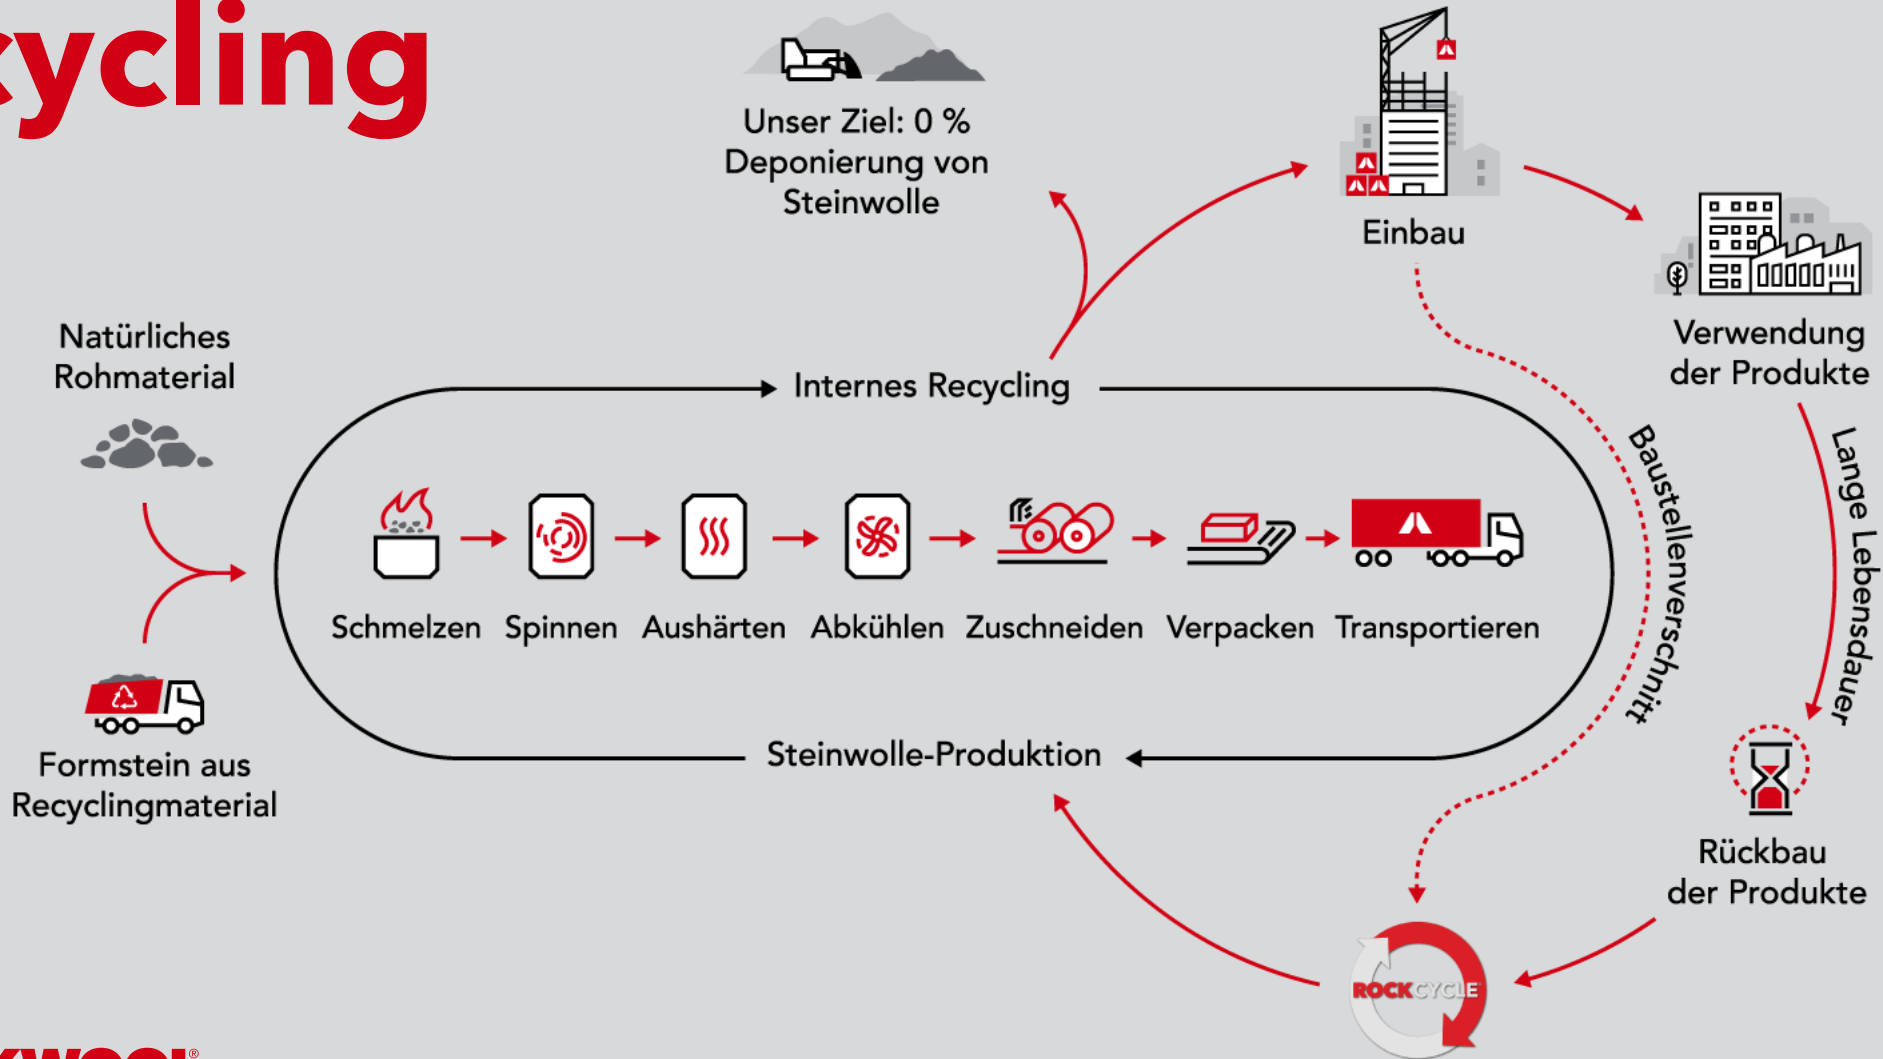 cycling
Unser Ziel: 0 %
Deponierung von
Steinwolle
Einbau
Verwendung
der Produkte
Natürliches
Rohmaterial
Internes Recycling
Baustellenverschnitt
Lange Lebensdauer
Schmelzen
Spinnen
Aushärten
Abkühlen
Zuschneiden
Verpacken
Transportieren
Formstein aus
Recyclingmaterial
Steinwolle-Produktion
Rückbau
der Produkte
ROCKCYCLE